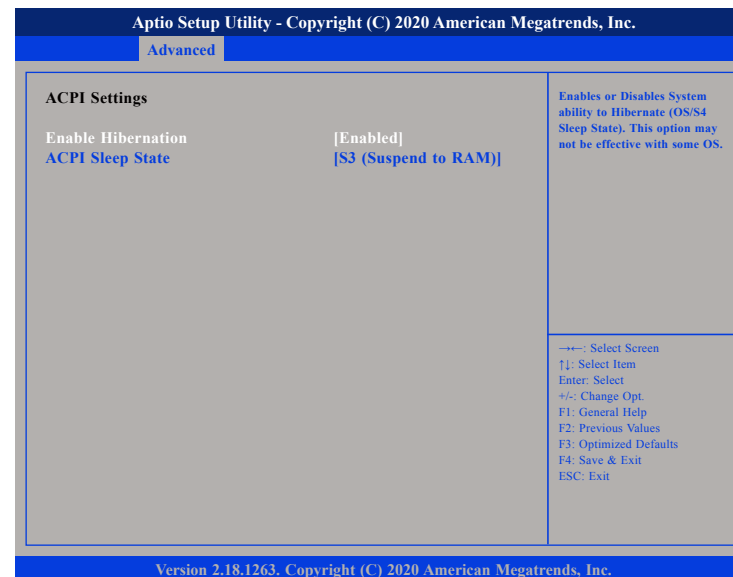 Aptio Setup Utility - Copyright (C) 2020 American Megatrends, Inc.
Advanced
ACPI Settings
Enable Hibernation [Enabled]
ACPI Sleep State [S3 (Suspend to RAM)]
Enables or Disables System
ability to Hibernate (OS/S4
Sleep State). This option may
not be effective with some OS.
→←: Select Screen
↑↓: Select Item
Enter: Select
+/-: Change Opt.
F1: General Help
F2: Previous Values
F3: Optimized Defaults
F4: Save & Exit
ESC: Exit
Version 2.18.1263. Copyright (C) 2020 American Megatrends, Inc.